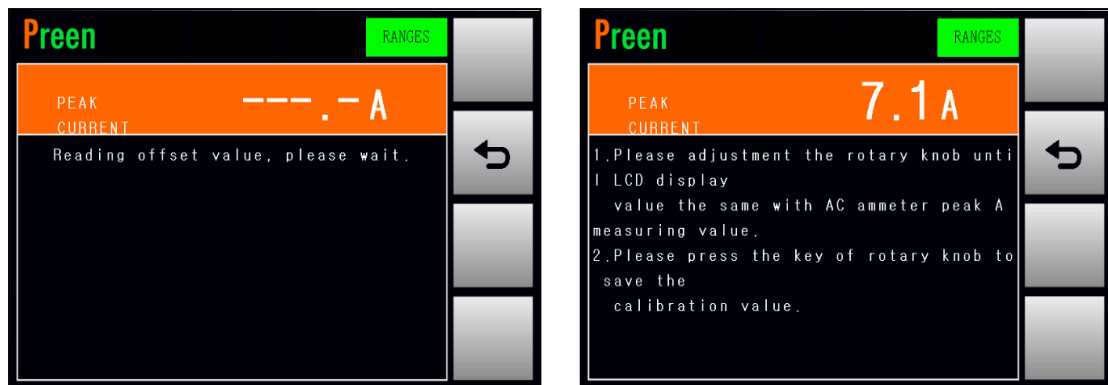 Preen
RANGES
PEAK
CURRENT
---.-A
Reading offset value, please wait.
Preen
RANGES
PEAK
CURRENT
7.1A
1.Please adjustment the rotary knob unti
l LCD display
value the same with AC ammeter peak A
measuring value.
2.Please press the key of rotary knob to
save the
calibration value.